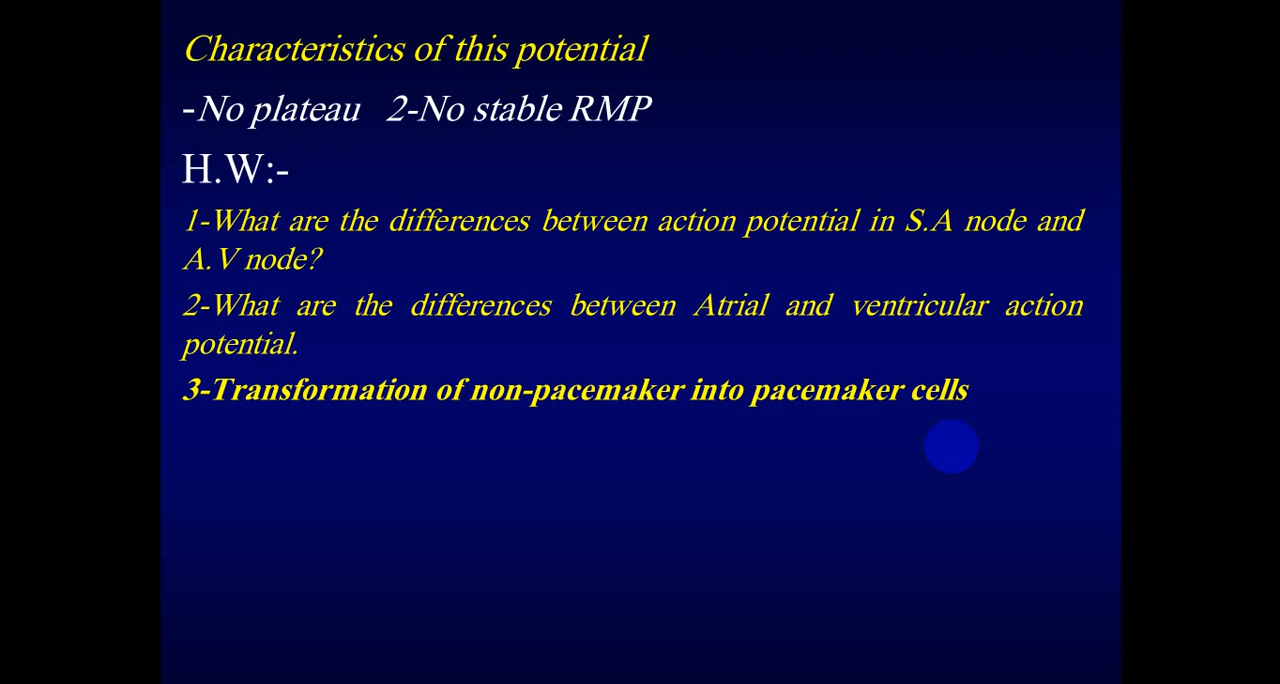 Characteristics of this potential
-No plateau 2-No stable RMP
H.W:-
1-What are the differences between action potential in S.A node and
A.V node?
2-What are the differences between Atrial and ventricular action
potential.
3-Transformation of non-pacemaker into pacemaker cells